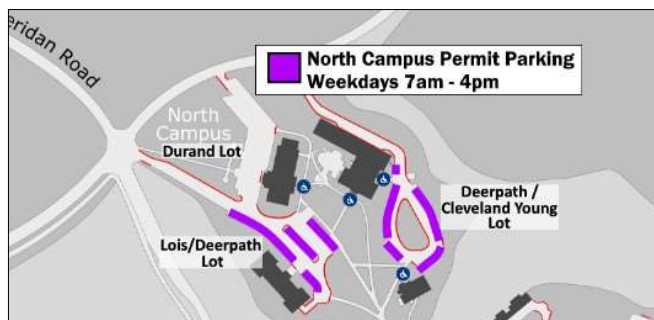 North Campus Permit Parking
Weekdays 7am - 4pm
Road
North
Campus
Durand Lot
Deerpath /
Cleveland Young
Lot
Lois/Deerpath
Lot